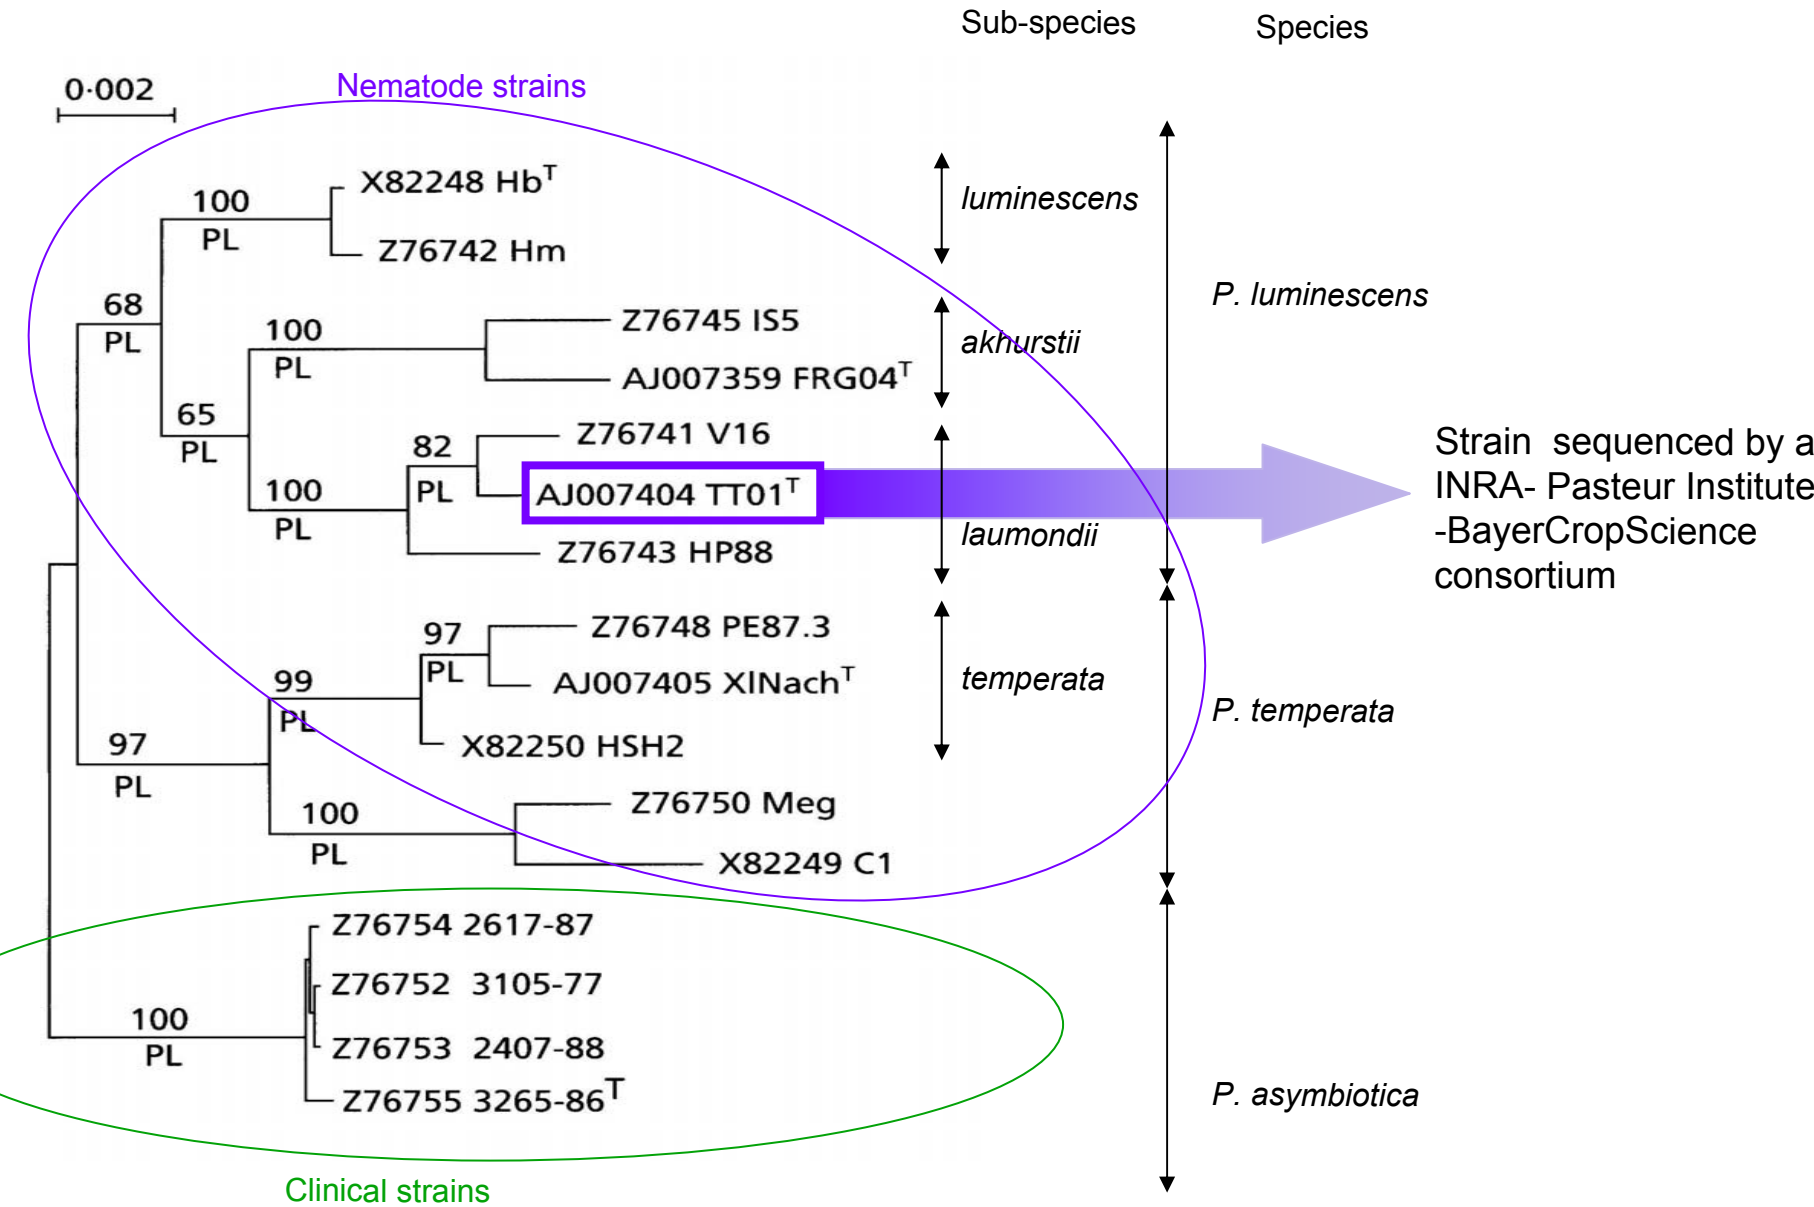 Sub-species
Species
0·002
Nematode strains
100
PL
X82248 Hbᵀ
Z76742 Hm
luminescens
68
PL
100
PL
Z76745 IS5
AJ007359 FRG04ᵀ
akhurstii
P. luminescens
65
PL
82
PL
Z76741 V16
AJ007404 TT01ᵀ
100
PL
Z76743 HP88
laumondii
Strain sequenced by a
INRA- Pasteur Institute
-BayerCropScience
consortium
97
PL
Z76748 PE87.3
AJ007405 XlNachᵀ
99
PL
X82250 HSH2
temperata
P. temperata
97
PL
100
PL
Z76750 Meg
X82249 C1
Z76754 2617-87
Z76752 3105-77
100
PL
Z76753 2407-88
Z76755 3265-86ᵀ
P. asymbiotica
Clinical strains